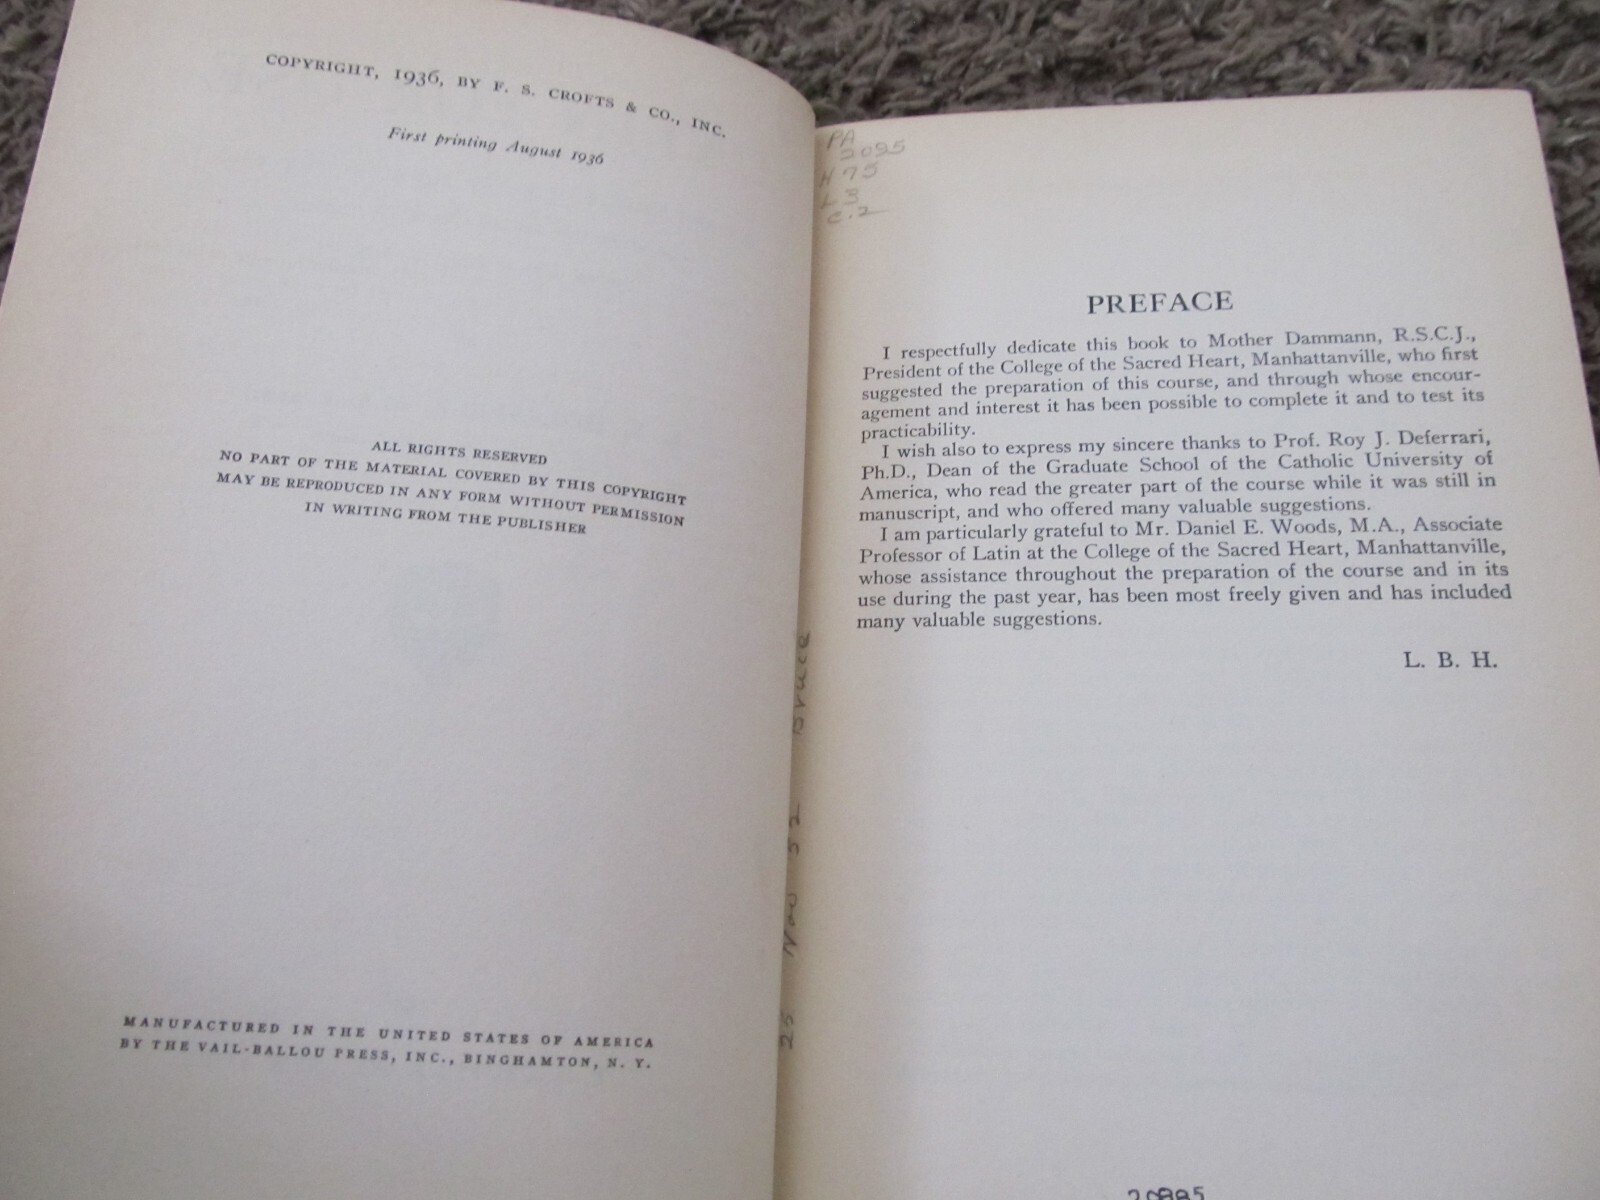 COPYRIGHT, 1936, BY F. S. CROFTS & CO., INC.
First printing August 1936
ALL RIGHTS RESERVED
NO PART OF THE MATERIAL COVERED BY THIS COPYRIGHT
MAY BE REPRODUCED IN ANY FORM WITHOUT PERMISSION
IN WRITING FROM THE PUBLISHER
MANUFACTURED IN THE UNITED STATES OF AMERICA
BY THE VAIL-BALLOU PRESS, INC., BINGHAMTON, N. Y.
25 Nov 52 Bruce
PA
2095
H75
L3
c.2
PREFACE
I respectfully dedicate this book to Mother Dammann, R.S.C.J.,
President of the College of the Sacred Heart, Manhattanville, who first
suggested the preparation of this course, and through whose encour-
agement and interest it has been possible to complete it and to test its
practicability.
I wish also to express my sincere thanks to Prof. Roy J. Deferrari,
Ph.D., Dean of the Graduate School of the Catholic University of
America, who read the greater part of the course while it was still in
manuscript, and who offered many valuable suggestions.
I am particularly grateful to Mr. Daniel E. Woods, M.A., Associate
Professor of Latin at the College of the Sacred Heart, Manhattanville,
whose assistance throughout the preparation of the course and in its
use during the past year, has been most freely given and has included
many valuable suggestions.
L. B. H.